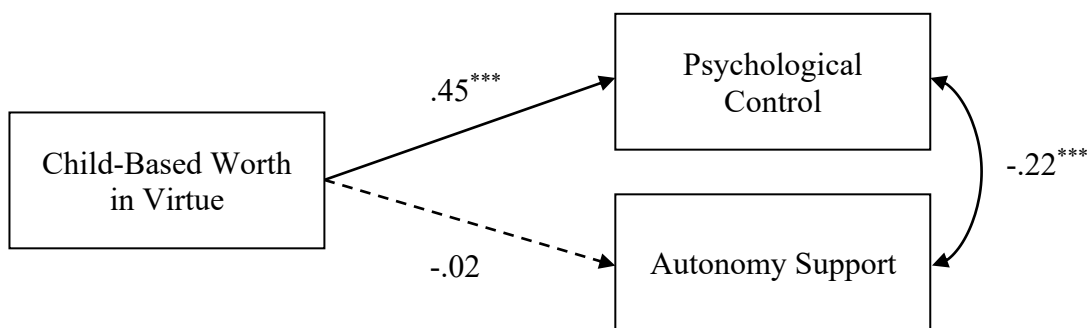 Child-Based Worth
in Virtue
.45***
-.02
Psychological
Control
Autonomy Support
-.22***